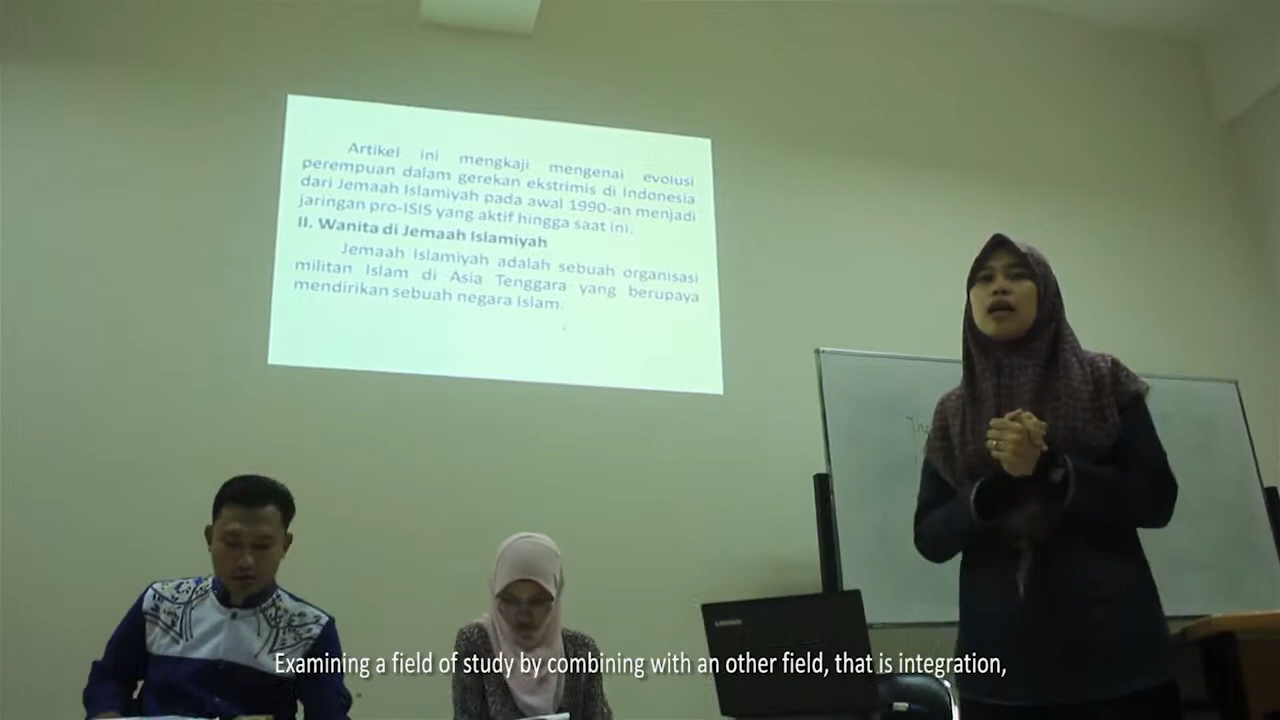 Artikel ini mengkaji mengenai evolusi
perempuan dalam gerekan ekstrimis di Indonesia
dari Jemaah Islamiyah pada awal 1990-an menjadi
jaringan pro-ISIS yang aktif hingga saat ini.
II. Wanita di Jemaah Islamiyah
Jemaah Islamiyah adalah sebuah organisasi
militan Islam di Asia Tenggara yang berupaya
mendirikan sebuah negara Islam.
Lenovo
Examining a field of study by combining with an other field, that is integration,